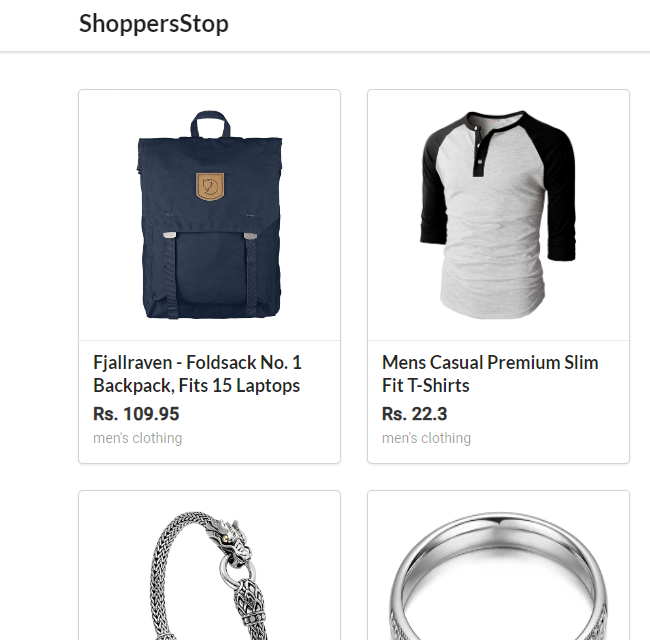 ShoppersStop
Fjallraven - Foldsack No. 1
Backpack, Fits 15 Laptops
Rs. 109.95
men's clothing
Mens Casual Premium Slim
Fit T-Shirts
Rs. 22.3
men's clothing